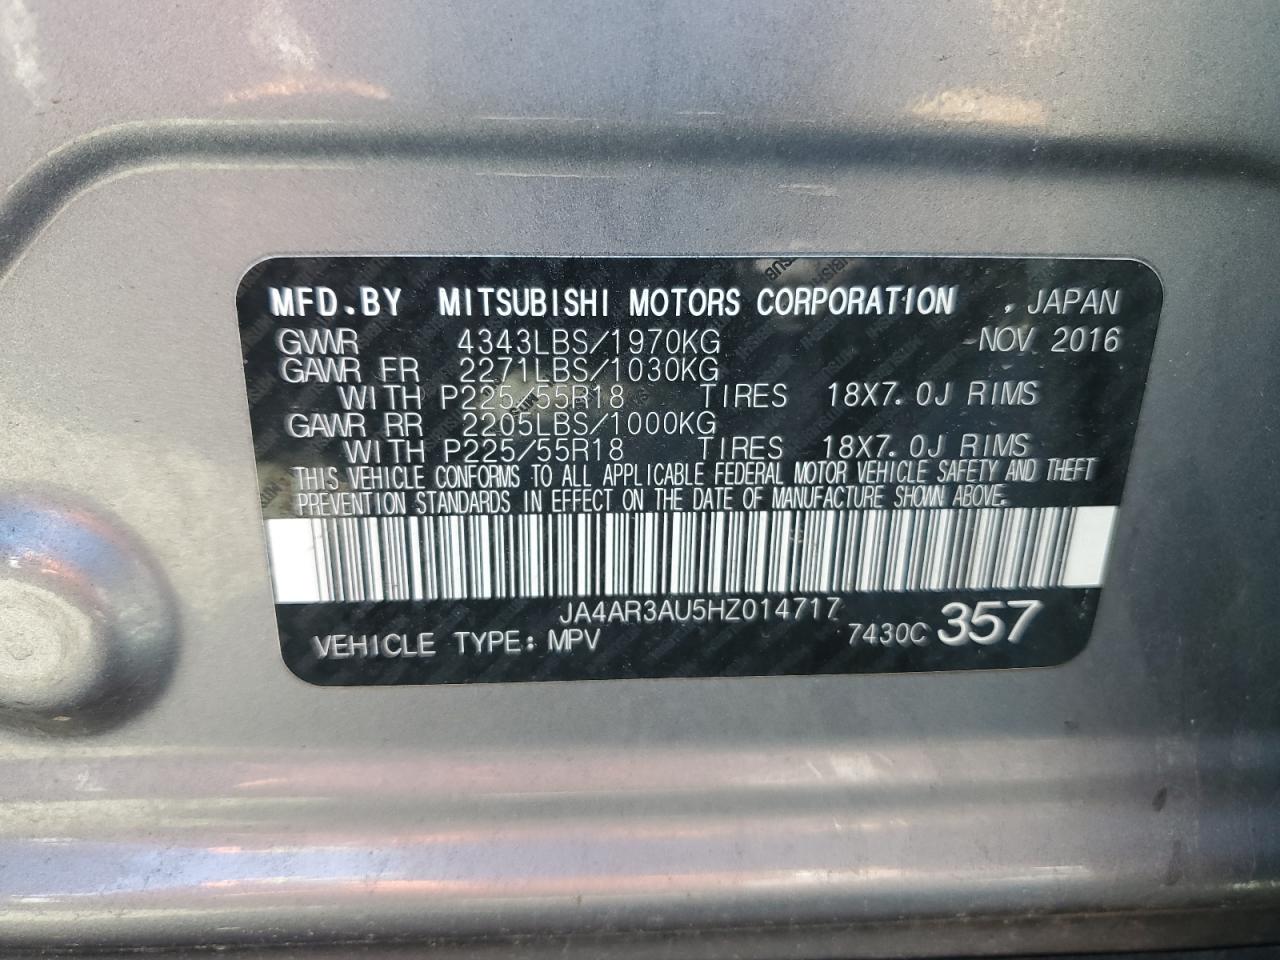 MFD.BY MITSUBISHI MOTORS CORPORATION , JAPAN
GVWR 4343LBS/1970KG NOV 2016
GAWR FR 2271LBS/1030KG
WITH P225/55R18 TIRES 18X7.0J RIMS
GAWR RR 2205LBS/1000KG
WITH P225/55R18 TIRES 18X7.0J RIMS
THIS VEHICLE CONFORMS TO ALL APPLICABLE FEDERAL MOTOR VEHICLE SAFETY AND THEFT
PREVENTION STANDARDS IN EFFECT ON THE DATE OF MANUFACTURE SHOWN ABOVE.
JA4AR3AU5HZ014717
VEHICLE TYPE: MPV 7430C 357